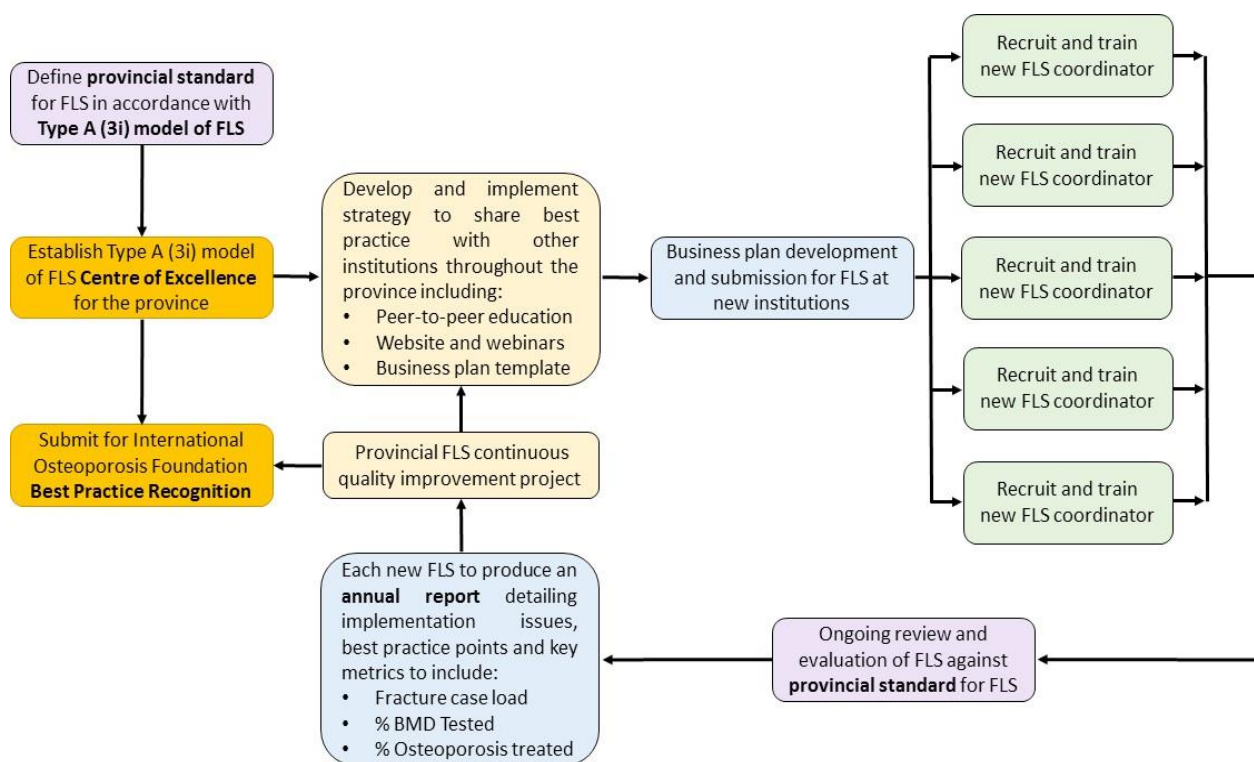 Define provincial standard
for FLS in accordance with
Type A (3i) model of FLS
Establish Type A (3i) model
of FLS Centre of Excellence
for the province
Submit for International
Osteoporosis Foundation
Best Practice Recognition
Develop and implement
strategy to share best
practice with other
institutions throughout the
province including:
• Peer-to-peer education
• Website and webinars
• Business plan template
Provincial FLS continuous
quality improvement project
Each new FLS to produce an
annual report detailing
implementation issues,
best practice points and key
metrics to include:
• Fracture case load
• % BMD Tested
• % Osteoporosis treated
Business plan development
and submission for FLS at
new institutions
Recruit and train
new FLS coordinator
Recruit and train
new FLS coordinator
Recruit and train
new FLS coordinator
Recruit and train
new FLS coordinator
Recruit and train
new FLS coordinator
Ongoing review and
evaluation of FLS against
provincial standard for FLS